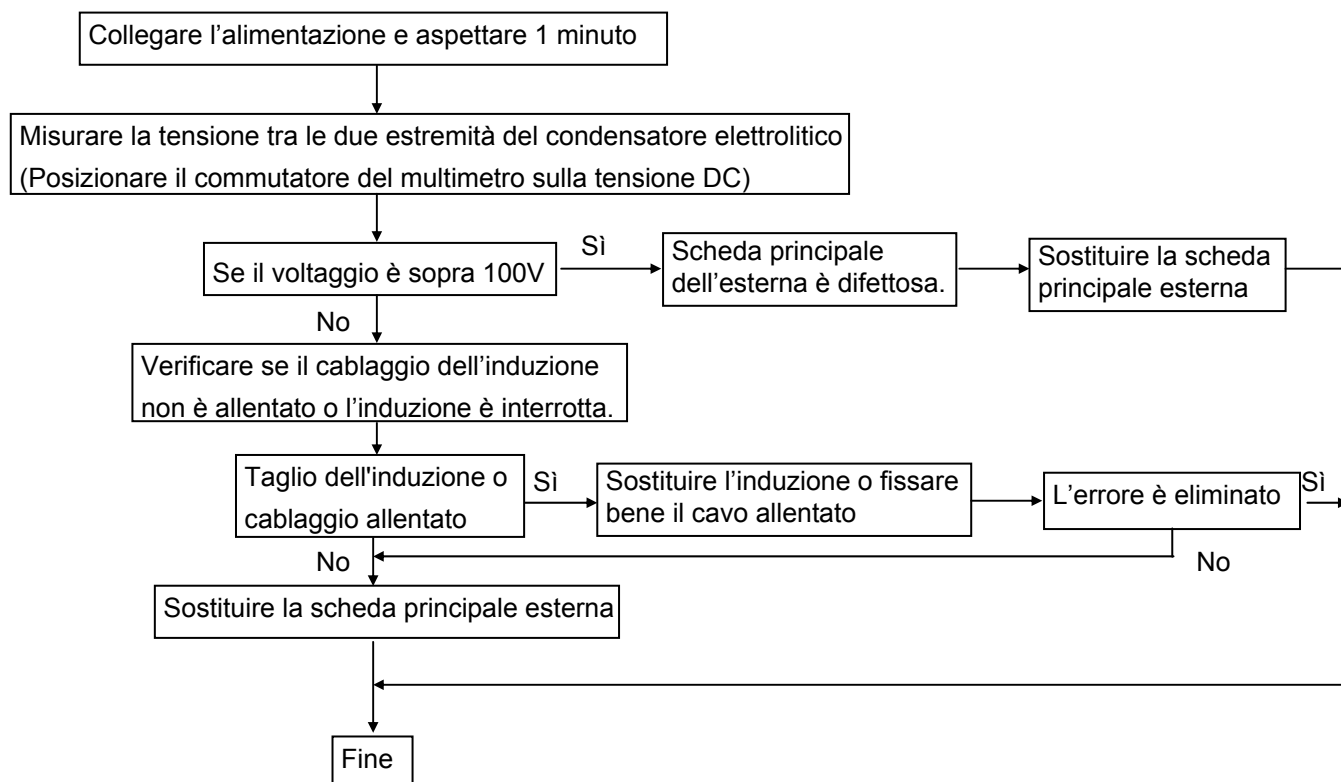 Collegare l’alimentazione e aspettare 1 minuto
Misurare la tensione tra le due estremità del condensatore elettrolitico
(Posizionare il commutatore del multimetro sulla tensione DC)
Se il voltaggio è sopra 100V
Sì
Scheda principale
dell’esterna è difettosa.
Sostituire la scheda
principale esterna
No
Verificare se il cablaggio dell’induzione
non è allentato o l’induzione è interrotta.
Taglio dell'induzione o
cablaggio allentato
Sì
Sostituire l’induzione o fissare
bene il cavo allentato
L’errore è eliminato
Sì
No
No
Sostituire la scheda principale esterna
Fine